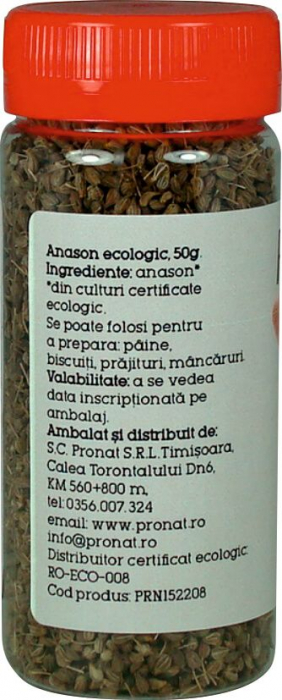 Anason ecologic, 50g.
Ingrediente: anason*
*din culturi certificate
ecologic.
Se poate folosi pentru
a prepara: pâine,
biscuiți, prăjituri, mâncăruri.
Valabilitate: a se vedea
data inscripționată pe
ambalaj.
Ambalat și distribuit de:
S.C. Pronat S.R.L. Timișoara,
Calea Torontalului Dn6,
KM 560+800 m,
tel: 0356.007.324
email: www.pronat.ro
info@pronat.ro
Distribuitor certificat ecologic:
RO-ECO-008
Cod produs: PRN152208